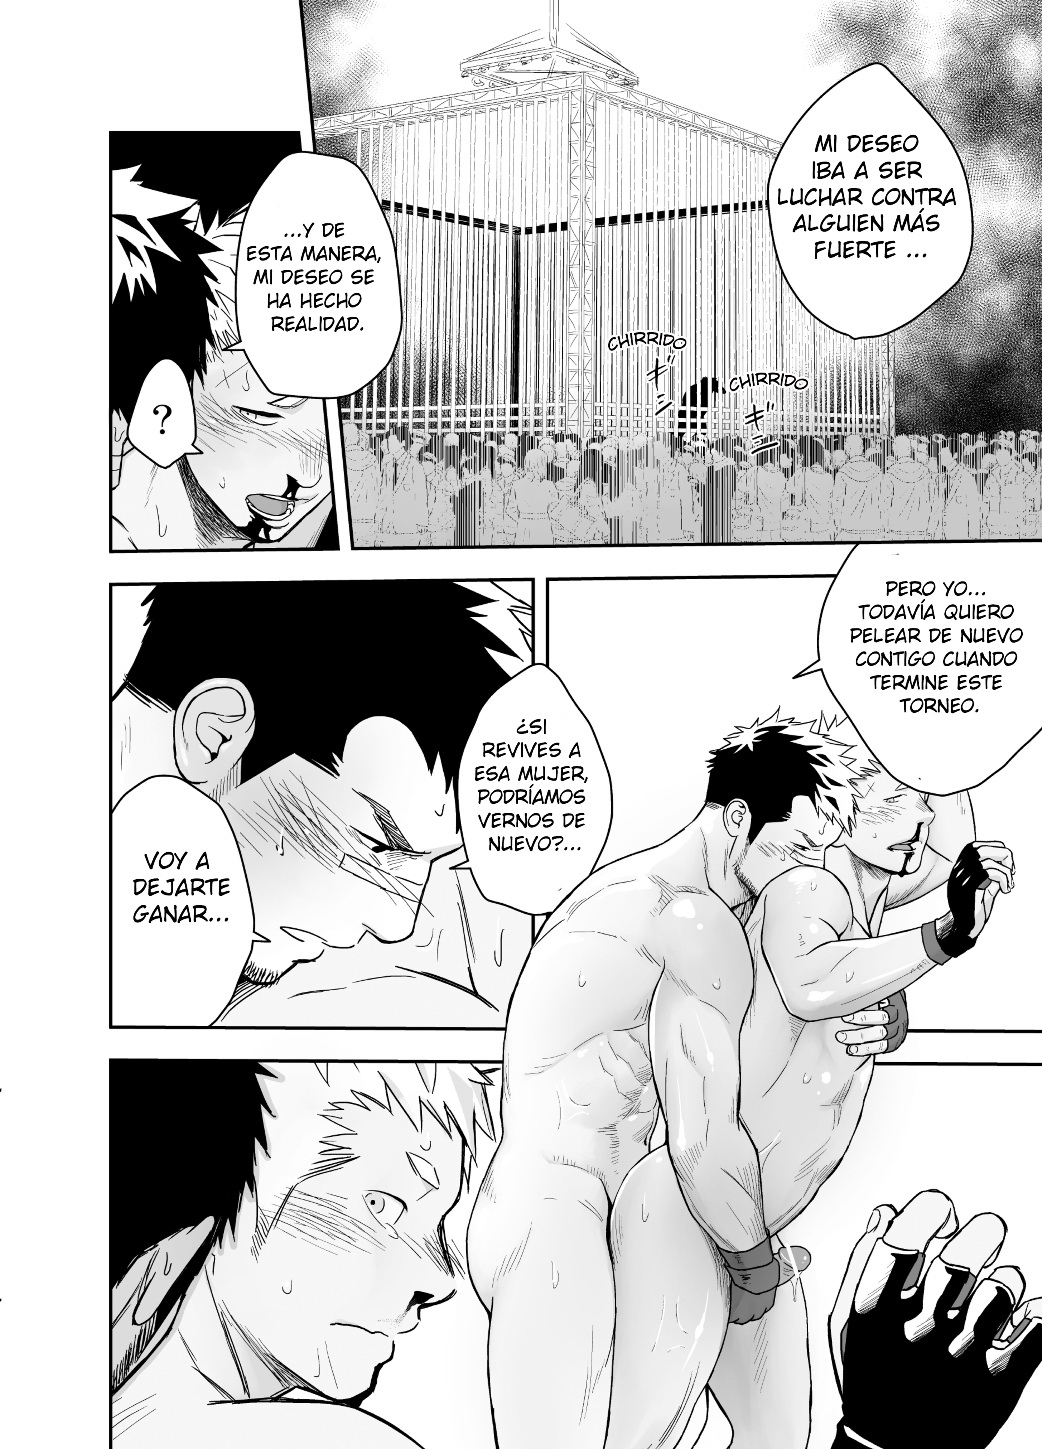 MI DESEO
IBA A SER
LUCHAR CONTRA
ALGUIEN MÁS
FUERTE ...
...Y DE
ESTA MANERA,
MI DESEO SE
HA HECHO
REALIDAD.
?
CHIRRIDO
ギシ
CHIRRIDO
ギシ
PERO YO...
TODAVÍA QUIERO
PELEAR DE NUEVO
CONTIGO CUANDO
TERMINE ESTE
TORNEO.
¿SI
REVIVES A
ESA MUJER,
PODRÍAMOS
VERNOS DE
NUEVO?...
VOY A
DEJARTE
GANAR...